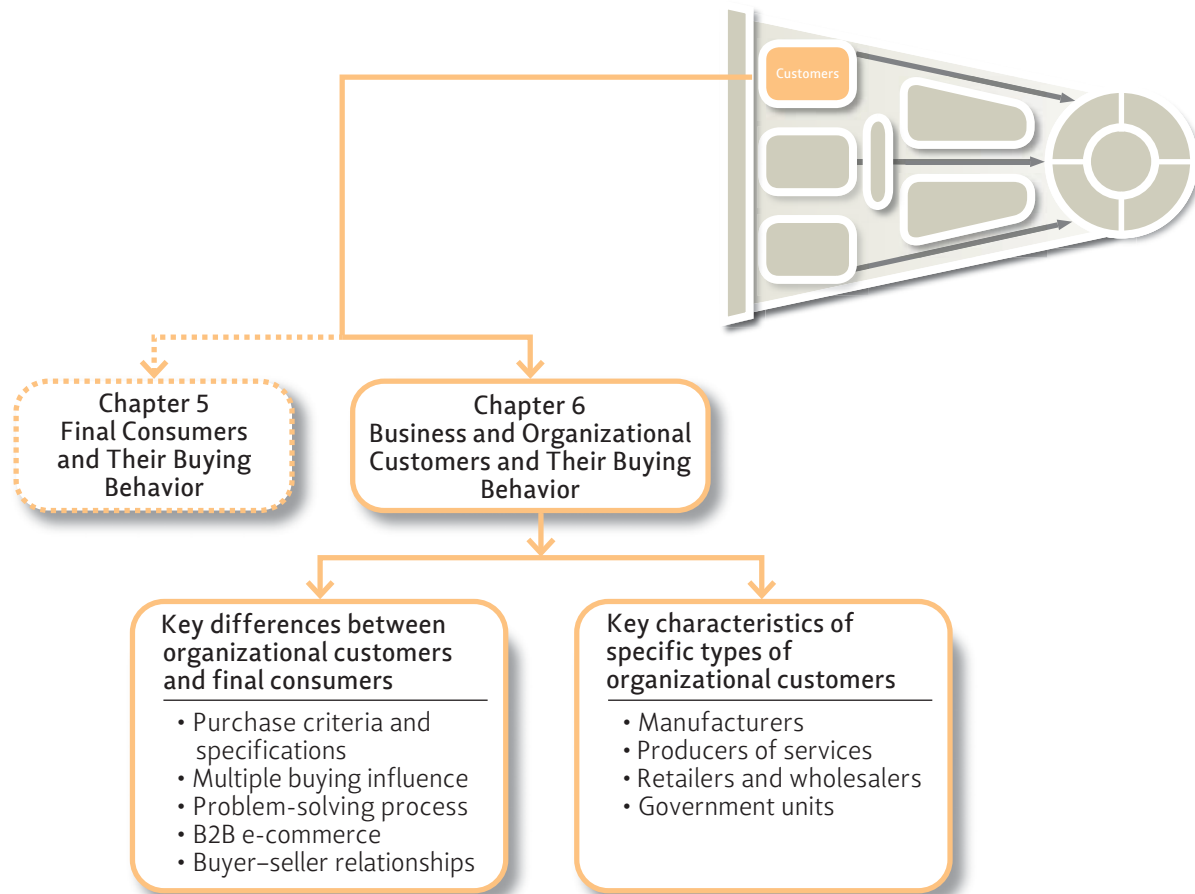 Customers
Chapter 5
Final Consumers
and Their Buying
Behavior
Chapter 6
Business and Organizational
Customers and Their Buying
Behavior
Key differences between
organizational customers
and final consumers
• Purchase criteria and
specifications
• Multiple buying influence
• Problem-solving process
• B2B e-commerce
• Buyer–seller relationships
Key characteristics of
specific types of
organizational customers
• Manufacturers
• Producers of services
• Retailers and wholesalers
• Government units